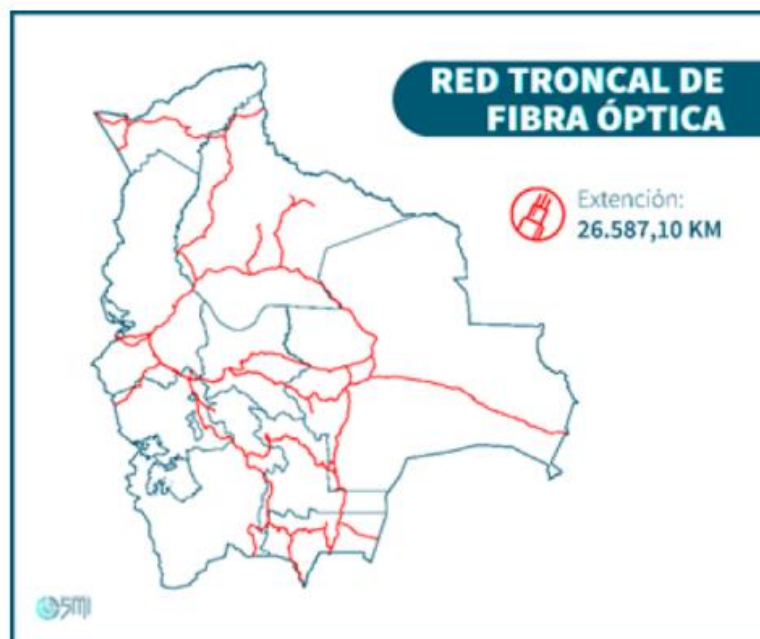 RED TRONCAL DE
FIBRA ÓPTICA
Extención:
26.587,10 KM